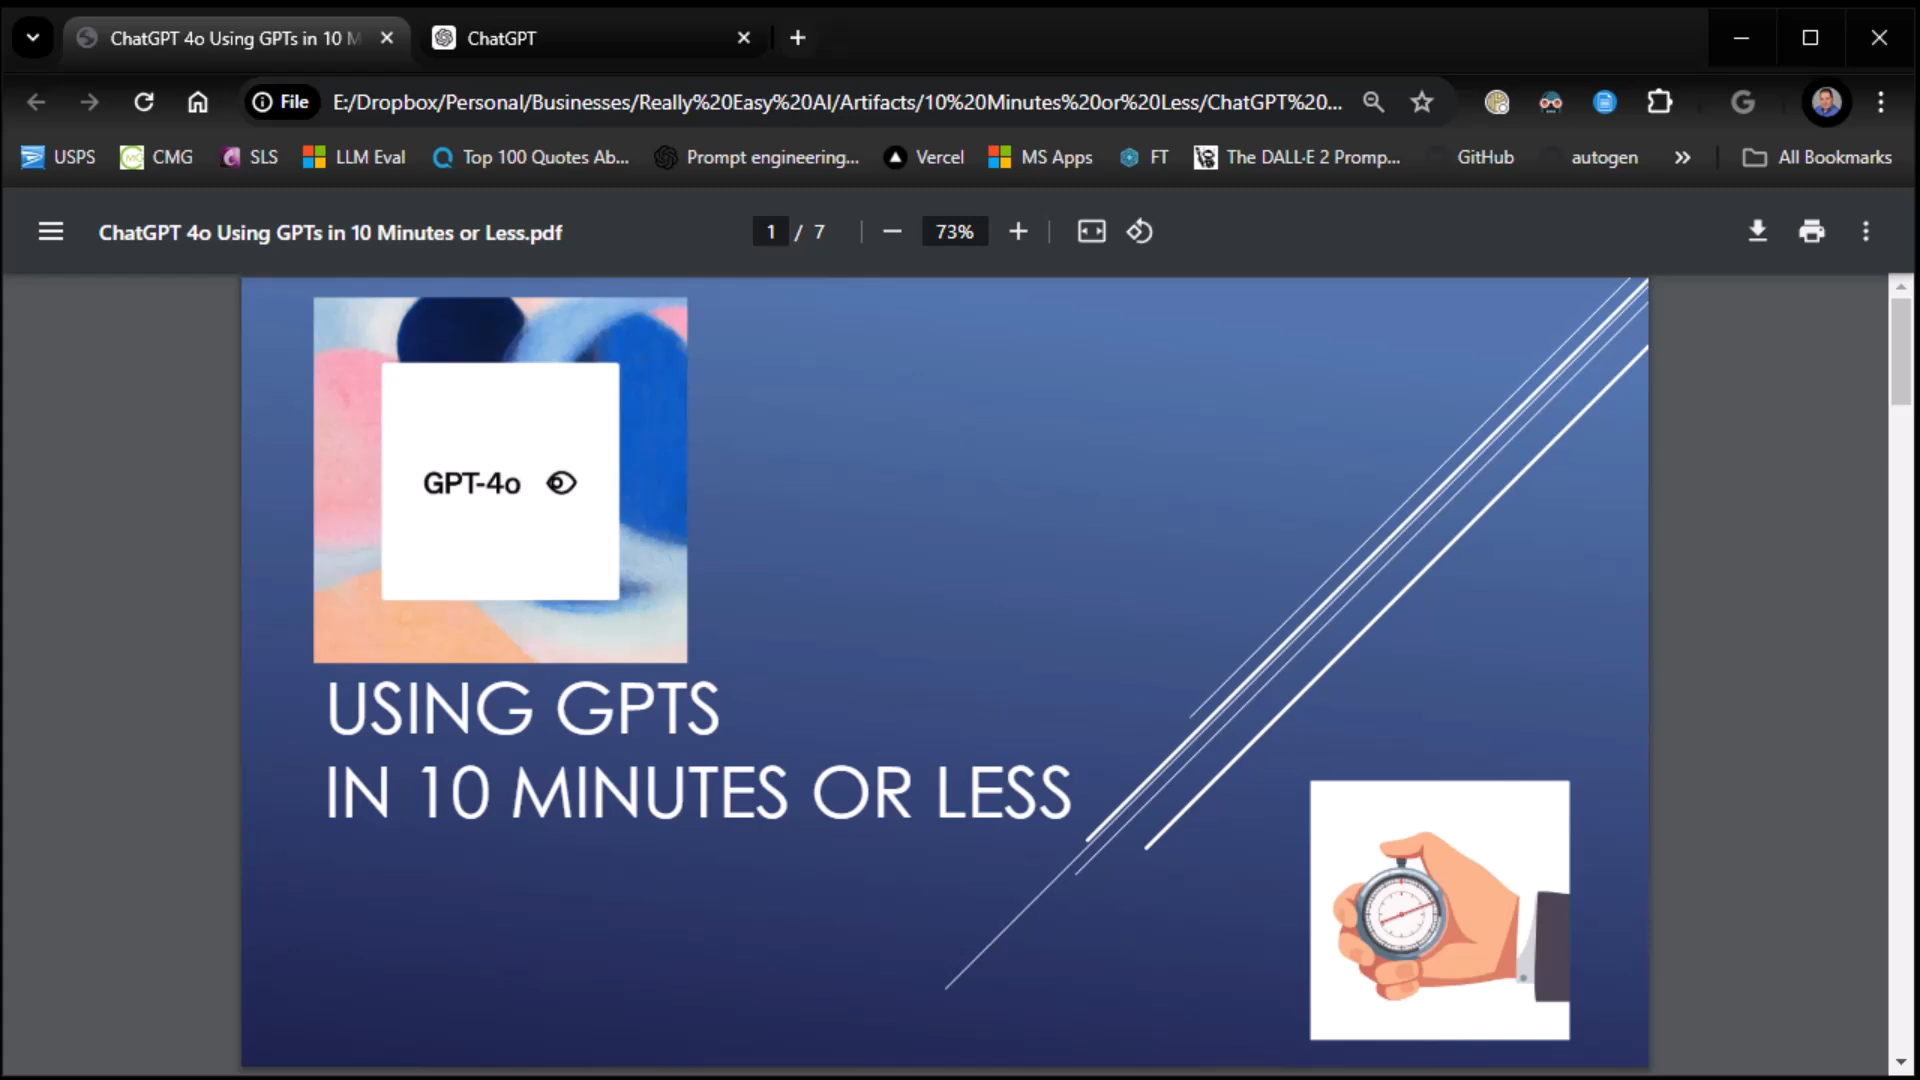 ChatGPT 4o Using GPTs in 10 M
ChatGPT
File
E:/Dropbox/Personal/Businesses/Really%20Easy%20AI/Artifacts/10%20Minutes%20or%20Less/ChatGPT%20...
USPS
CMG
SLS
LLM Eval
Top 100 Quotes Ab...
Prompt engineering...
Vercel
MS Apps
FT
The DALL·E 2 Promp...
GitHub
autogen
All Bookmarks
ChatGPT 4o Using GPTs in 10 Minutes or Less.pdf
1 / 7
73%
GPT-4o
USING GPTS
IN 10 MINUTES OR LESS